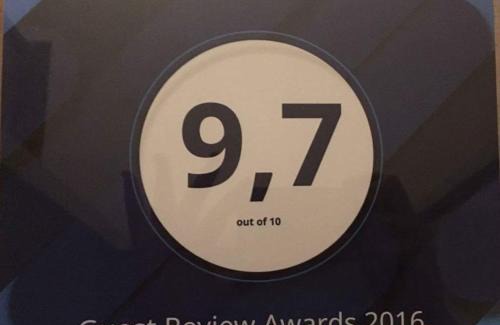 9,7
out of 10
Guest Review Awards 2016